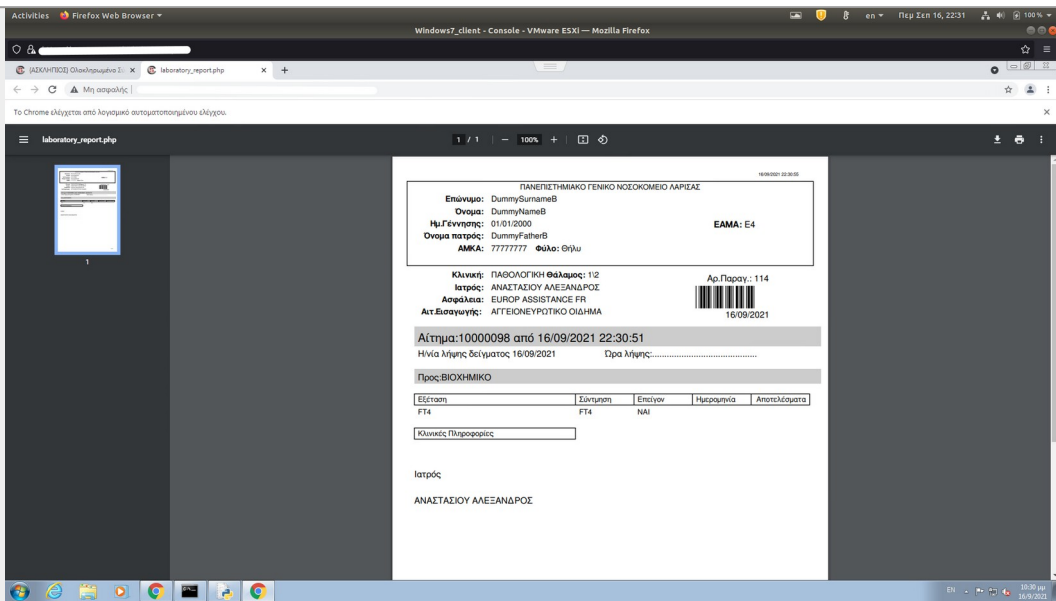 Activities Firefox Web Browser en Πεμ Σεπ 16, 22:31 100 %
Windows7_client - Console - VMware ESXi — Mozilla Firefox
(ΑΣΚΛΗΠΙΟΣ) Ολοκληρωμένο laboratory_report.php
Μη ασφαλής
Το Chrome ελέγχεται από λογισμικό αυτοματοποιημένου ελέγχου.
laboratory_report.php 1 / 1 100%
1
16/09/2021 22:30:55
ΠΑΝΕΠΙΣΤΗΜΙΑΚΟ ΓΕΝΙΚΟ ΝΟΣΟΚΟΜΕΙΟ ΛΑΡΙΣΑΣ
Επώνυμο: DummySurnameB
Όνομα: DummyNameB
Ημ.Γέννησης: 01/01/2000 ΕΑΜΑ: E4
Όνομα πατρός: DummyFatherB
ΑΜΚΑ: 77777777 Φύλο: Θήλυ
Κλινική: ΠΑΘΟΛΟΓΙΚΗ Θάλαμος: 1\2 Αρ.Παραγ.: 114
Ιατρός: ΑΝΑΣΤΑΣΙΟΥ ΑΛΕΞΑΝΔΡΟΣ
Ασφάλεια: EUROP ASSISTANCE FR
Αιτ.Εισαγωγής: ΑΓΓΕΙΟΝΕΥΡΩΤΙΚΟ ΟΙΔΗΜΑ 16/09/2021
Αίτημα:10000098 από 16/09/2021 22:30:51
Η/νία λήψης δείγματος 16/09/2021 Ώρα λήψης:..........................................
Προς:ΒΙΟΧΗΜΙΚΟ
Εξέταση Σύντμηση Επείγον Ημερομηνία Αποτελέσματα
FT4 FT4 ΝΑΙ
Κλινικές Πληροφορίες
Ιατρός
ΑΝΑΣΤΑΣΙΟΥ ΑΛΕΞΑΝΔΡΟΣ
EN 10:30 μμ
16/9/2021